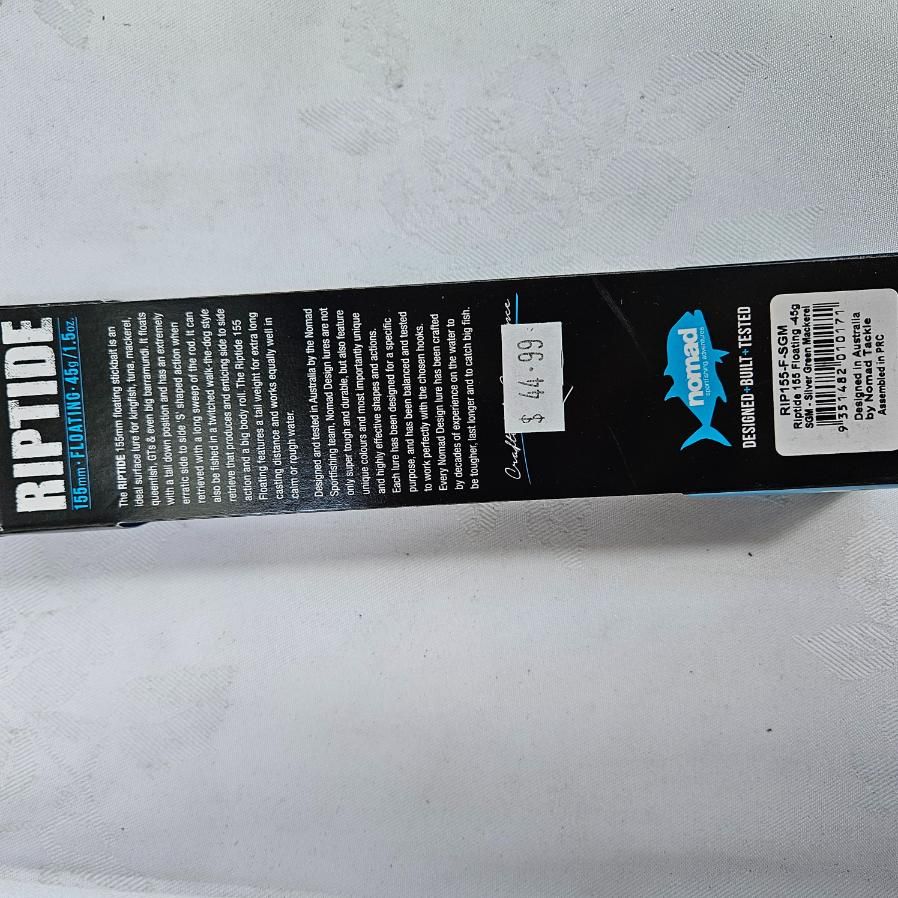 RIPTIDE
155mm · FLOATING · 45g/1.5oz.
The RIPTIDE 155mm floating stickbait is an
ideal surface lure for kingfish, tuna, mackerel,
queenfish, GTs & even big barramundi. It floats
with a tail down position and has an extremely
erratic side to side 'S' shaped action when
retrieved with a long sweep of the rod. It can
also be fished in a twitched walk-the-dog style
retrieve that produces and enticing side to side
action and a big body roll. The Riptide 155
Floating features a tail weight for extra long
casting distance and works equally well in
calm or rough water.
Designed and tested in Australia by the Nomad
Sportfishing team, Nomad Design lures are not
only super tough and durable, but also feature
unique colours and most importantly unique
and highly effective shapes and actions.
Each lure has been designed for a specific
purpose, and has been balanced and tested
to work perfectly with the chosen hooks.
Every Nomad Design lure has been crafted
by decades of experience on the water to
be tougher, last longer and to catch big fish.
$ 44.99
nomad
sportfishing adventures
DESIGNED+BUILT+TESTED
RIP155-F-SGM
Riptide 155 Floating 45g
SGM - Silver Green Mackerel
9 351482 010171
Designed in Australia
by Nomad Tackle
Assembled in PRC